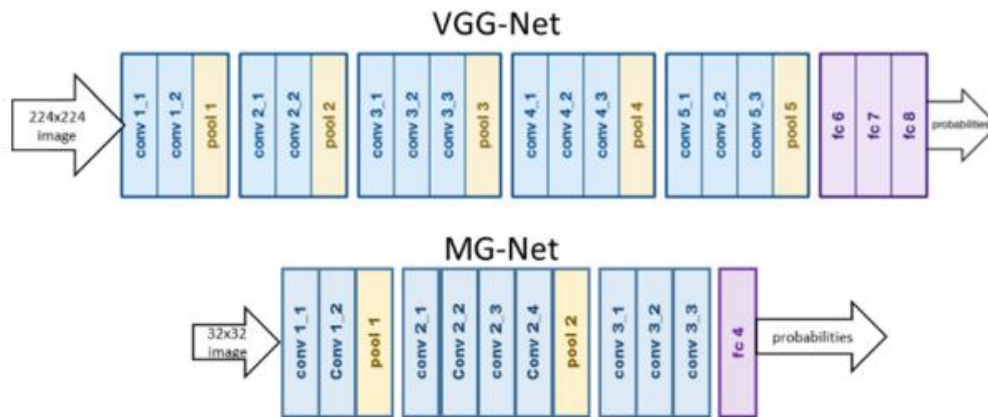 VGG-Net
224x224
image
conv 1_1
conv 1_2
pool 1
conv 2_1
conv 2_2
pool 2
conv 3_1
conv 3_2
conv 3_3
pool 3
conv 4_1
conv 4_2
conv 4_3
pool 4
conv 5_1
conv 5_2
conv 5_3
pool 5
fc 6
fc 7
fc 8
probabilities
MG-Net
32x32
image
conv 1_1
Conv 1_2
pool 1
conv 2_1
Conv 2_2
conv 2_3
Conv 2_4
pool 2
conv 3_1
conv 3_2
conv 3_3
fc 4
probabilities